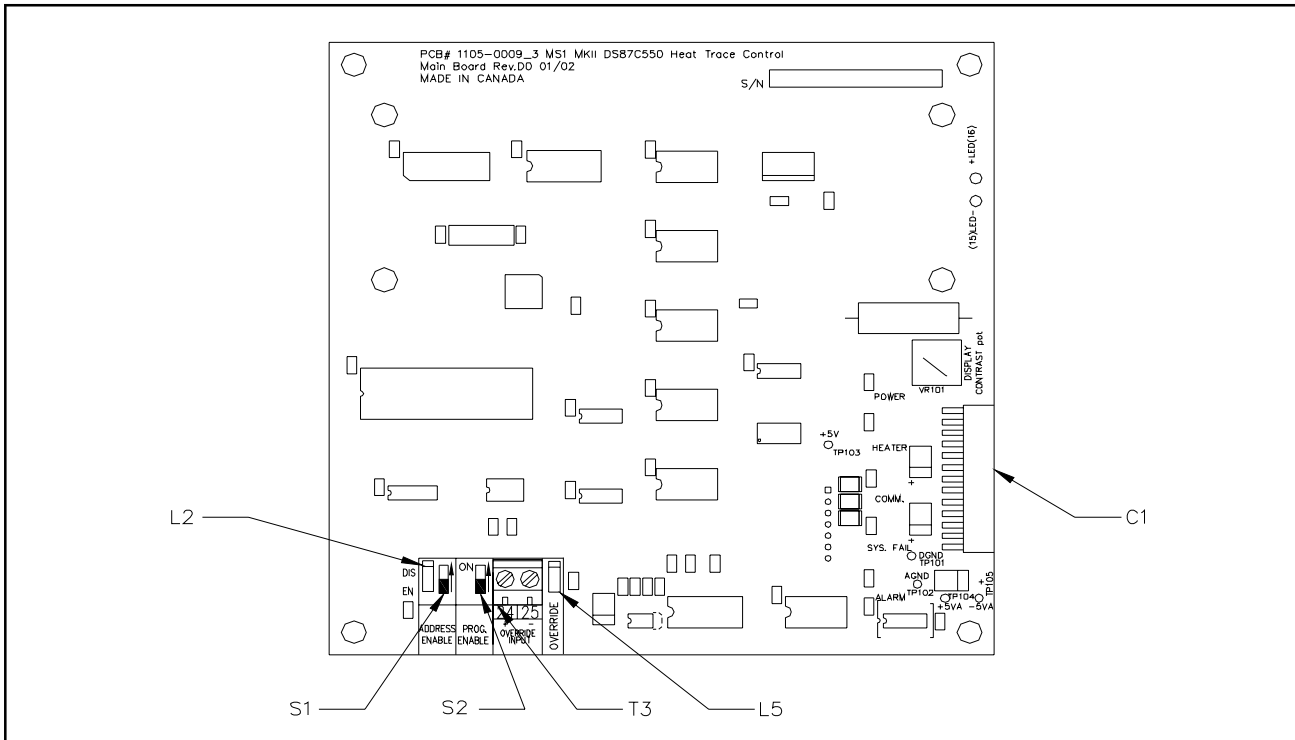 PCB# 1105-0009_3 MS1 MKII DS87C550 Heat Trace Control
Main Board Rev.D0 01/02
MADE IN CANADA
S/N
+LED(16)
(15)LED-
DISPLAY
CONTRAST pot
VR101
POWER
+5V
TP103
HEATER
+
COMM.
C1
+
SYS. FAIL
DGND
TP101
AGND
TP102
+
TP105
ALARM
TP104
+5VA -5VA
L2
DIS
EN
ON
24 25
+ -
ADDRESS
ENABLE
PROG.
ENABLE
OVERRIDE
INPUT
OVERRIDE
S1
S2
T3
L5